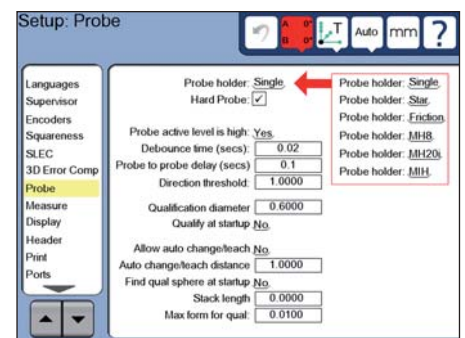 Setup: Probe
A 0°
B 0°
T
Auto
mm
?
Languages
Supervisor
Encoders
Squareness
SLEC
3D Error Comp
Probe
Measure
Display
Header
Print
Ports
Probe holder: Single.
Hard Probe:
Probe active level is high: Yes.
Debounce time (secs): 0.02
Probe to probe delay (secs) 0.1
Direction threshold: 1.0000
Qualification diameter 0.6000
Qualify at startup No.
Allow auto change/teach No.
Auto change/teach distance 1.0000
Find qual sphere at startup No.
Stack length 0.0000
Max form for qual: 0.0100
Probe holder: Single.
Probe holder: Star.
Probe holder: Friction.
Probe holder: MH8.
Probe holder: MH20i.
Probe holder: MIH.